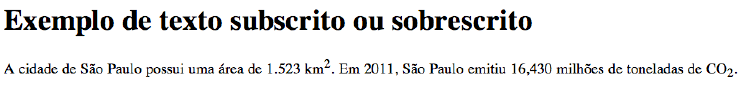 Exemplo de texto subscrito ou sobrescrito
A cidade de São Paulo possui uma área de 1.523 km². Em 2011, São Paulo emitiu 16,430 milhões de toneladas de CO₂.